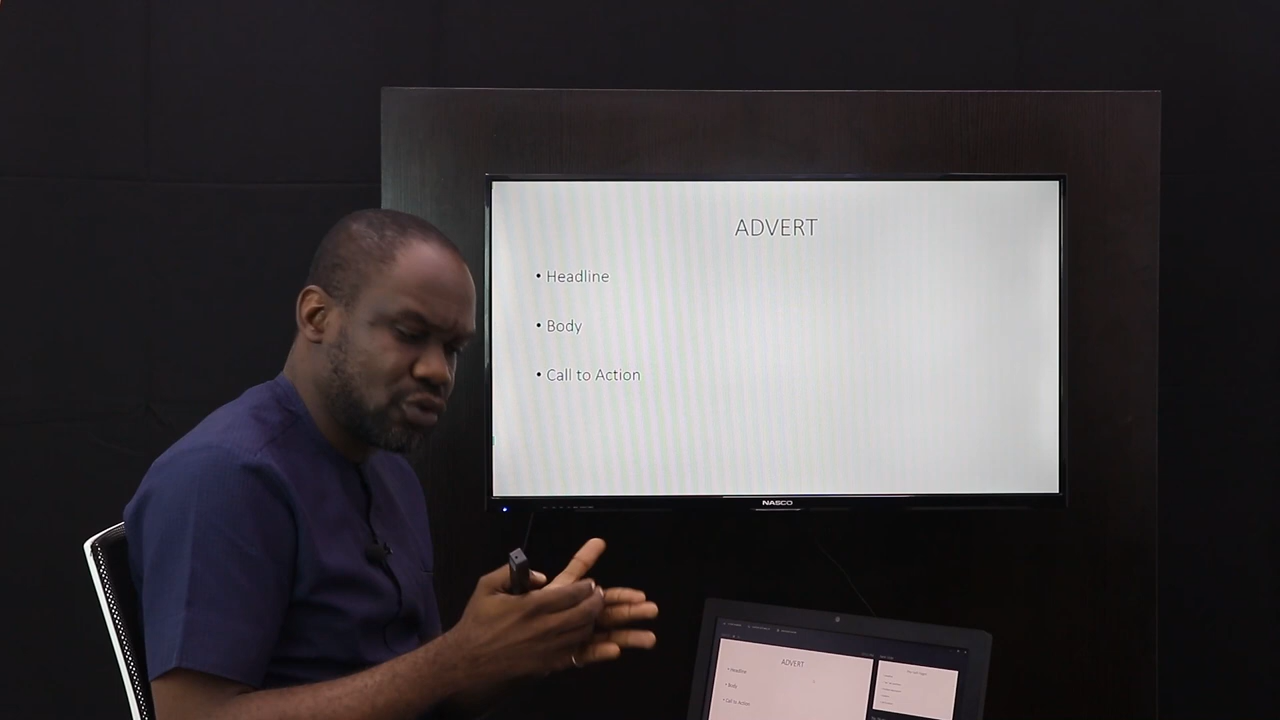 ADVERT
• Headline
• Body
• Call to Action
NASCO
ADVERT
• Headline
• Body
• Call to Action